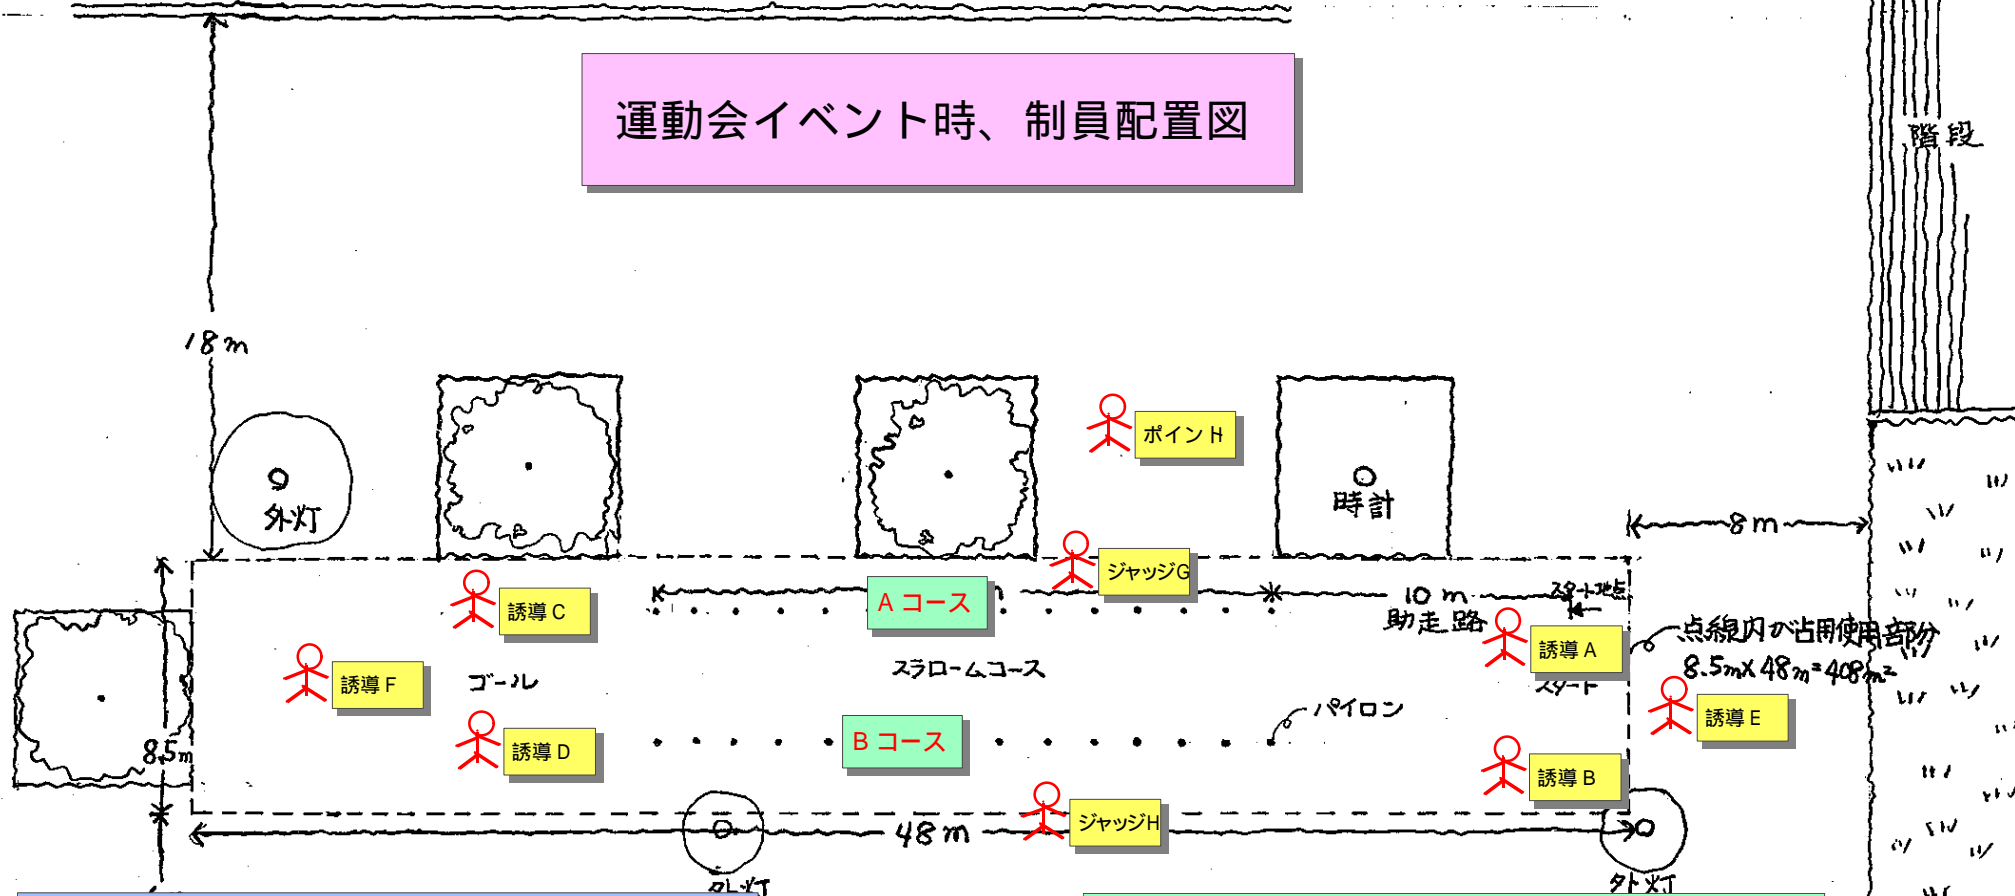 運動会イベント時、制員配置図
階段
18m
外灯
ポイントH
時計
8m
ジャッジG
誘導C
Aコース
10m
スタート地点
助走路
誘導A
点線内が占用使用部分
8.5m×48m=408m²
誘導F
ゴール
スラロームコース
スタート
誘導E
パイロン
誘導D
Bコース
8.5m
誘導B
ジャッジH
48m
外灯
外灯